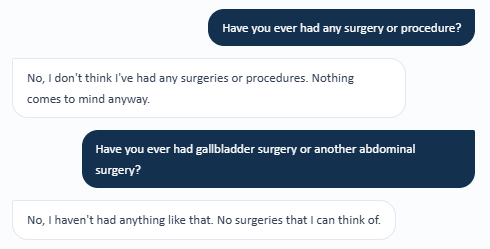 Have you ever had any surgery or procedure?
No, I don't think I've had any surgeries or procedures. Nothing
comes to mind anyway.
Have you ever had gallbladder surgery or another abdominal
surgery?
No, I haven't had anything like that. No surgeries that I can think of.